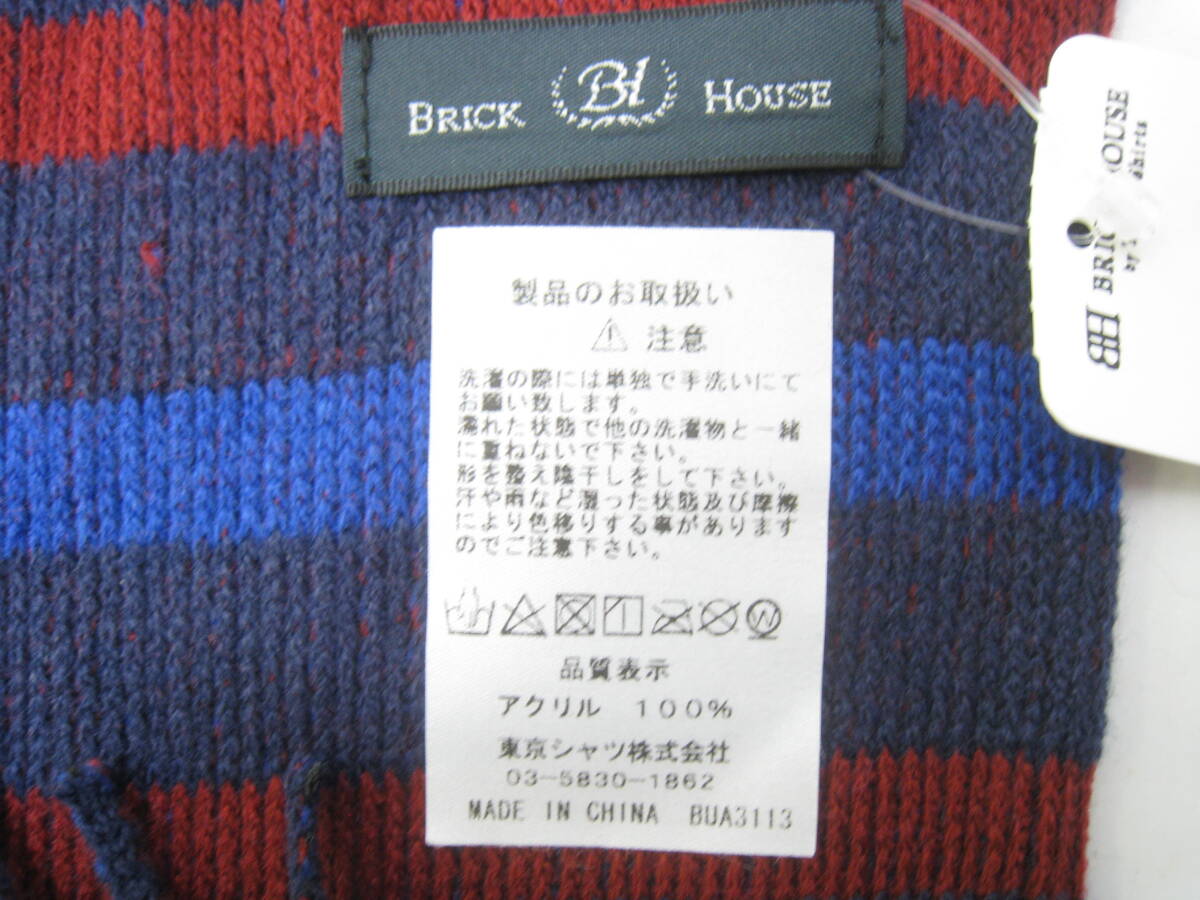 BRICK BH HOUSE
製品のお取扱い
注意
洗濯の際には単独で手洗いにて
お願い致します。
濡れた状態で他の洗濯物と一緒
に重ねないで下さい。
形を整え陰干しをして下さい。
汗や雨など湿った状態及び摩擦
により色移りする事があります
のでご注意下さい。
W
品質表示
アクリル 100%
東京シャツ株式会社
03-5830-1862
MADE IN CHINA BUA3113
HB
OUSE
by
shirts